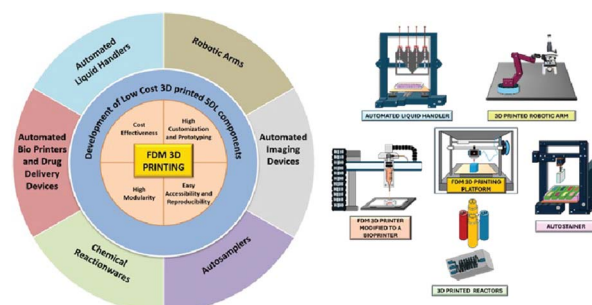 Automated
Liquid Handlers
Robotic Arms
Automated
Imaging
Devices
Autosamplers
Chemical
Reactionwares
Automated
Bio Printers
and Drug
Delivery
Devices
Development of Low Cost 3D printed SDL components
Cost
Effectiveness
High
Customization
and Prototyping
FDM 3D
PRINTING
High
Modularity
Easy
Accessibility and
Reproducibility
AUTOMATED LIQUID HANDLER
3D PRINTED ROBOTIC ARM
FDM 3D PRINTER
MODIFIED TO A
BIOPRINTER
FDM 3D PRINTING
PLATFORM
AUTOSTAINER
3D PRINTED REACTORS